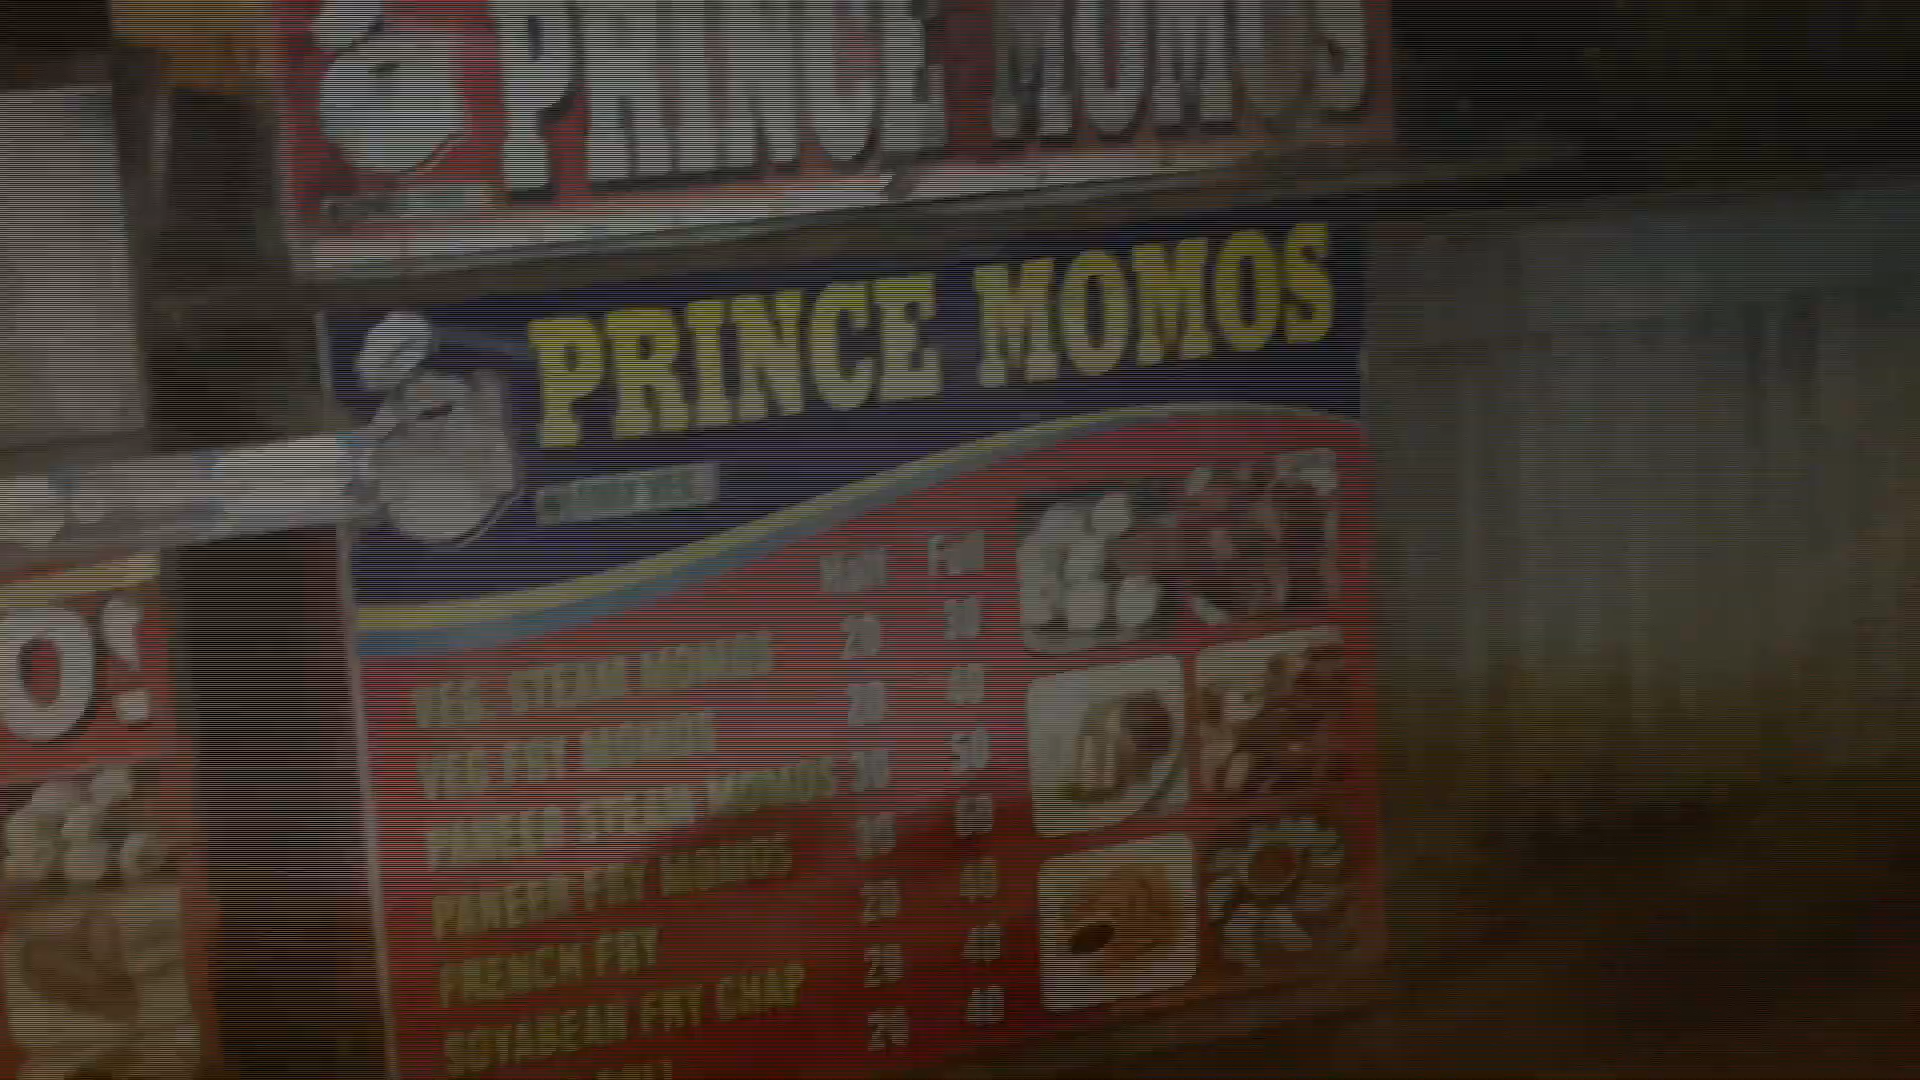 PRINCE MOMOS
PRINCE MOMOS
Half Full
VEG. STEAM MOMOS 20 30
VEG FRY MOMOS 20 40
PANEER STEAM MOMOS 30 50
PANEER FRY MOMOS 30 60
FRENCH FRY 20 40
SOYABEAN FRY CHAP 20 40
20 40
O!